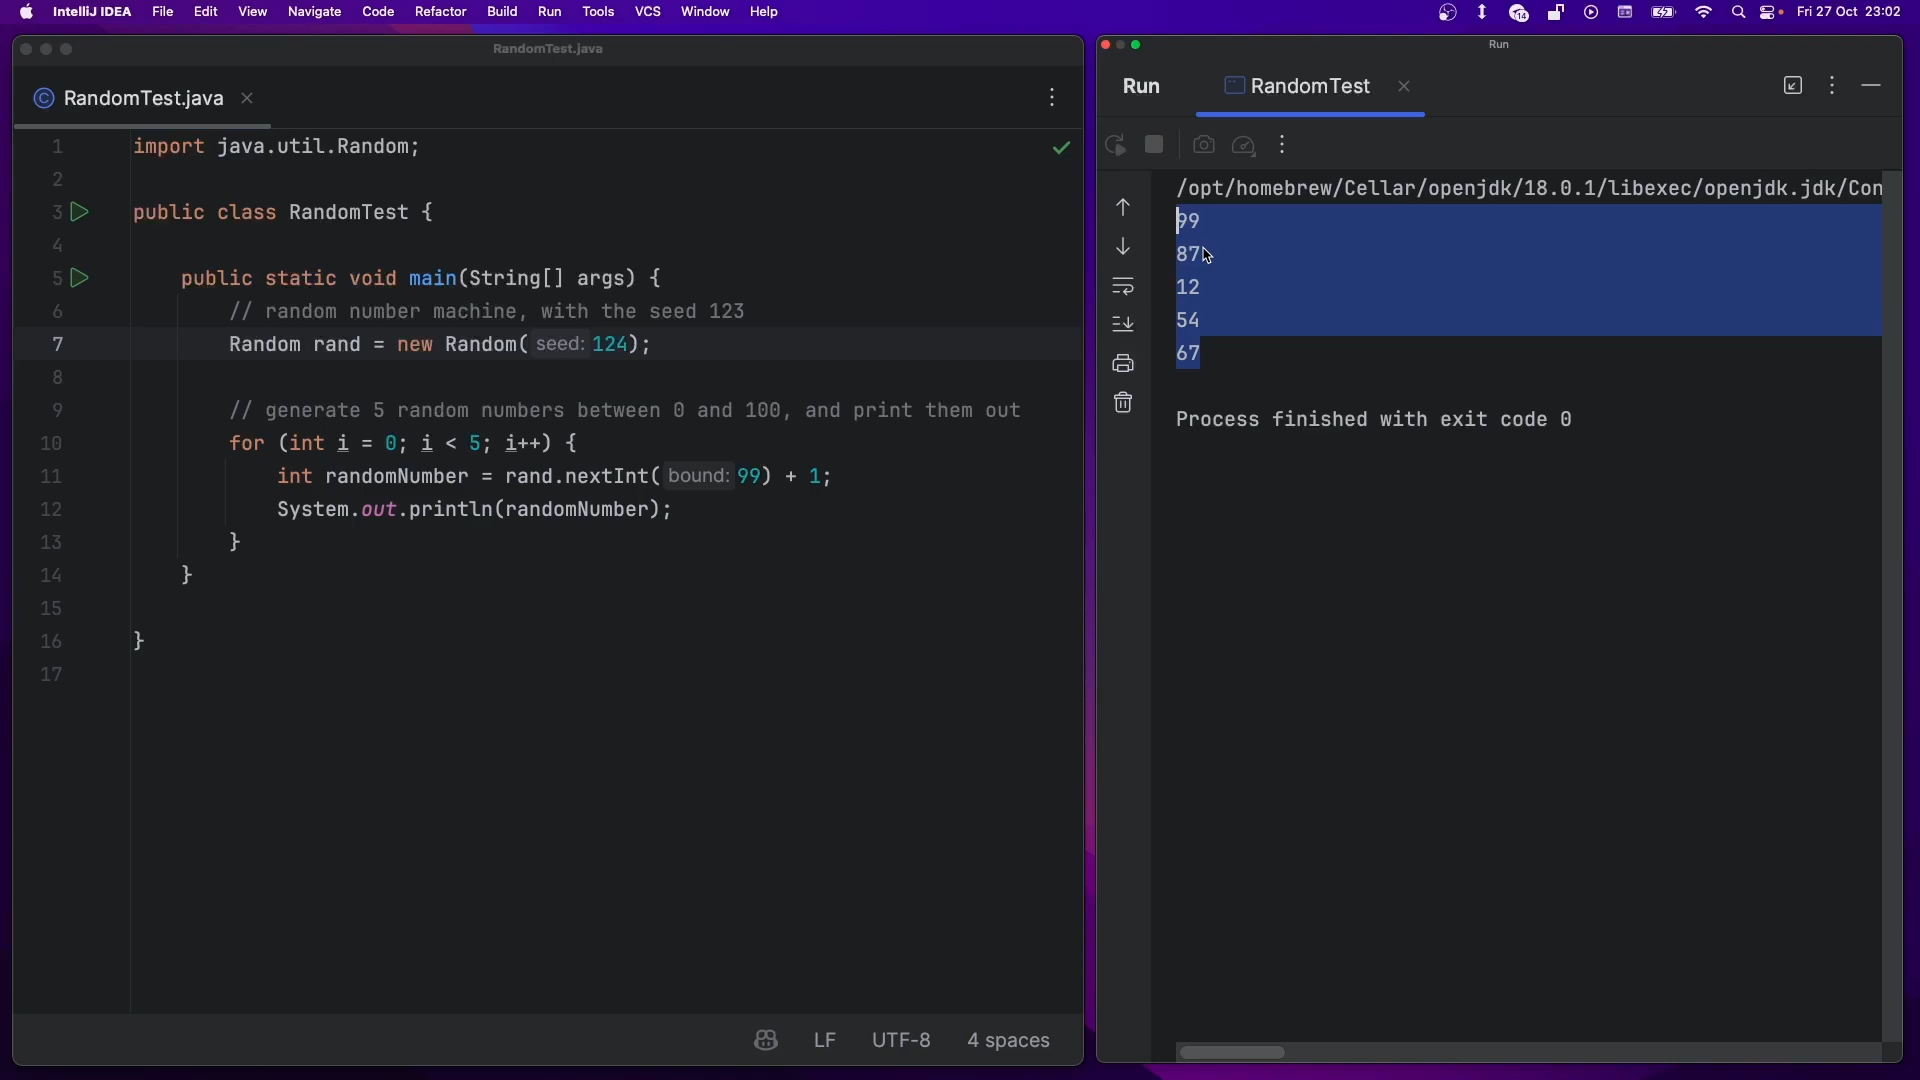 IntelliJ IDEA File Edit View Navigate Code Refactor Build Run Tools VCS Window Help
14
Fri 27 Oct 23:02
RandomTest.java
RandomTest.java
1 import java.util.Random;
2
3 public class RandomTest {
4
5 public static void main(String[] args) {
6 // random number machine, with the seed 123
7 Random rand = new Random( seed: 124);
8
9 // generate 5 random numbers between 0 and 100, and print them out
10 for (int i = 0; i < 5; i++) {
11 int randomNumber = rand.nextInt( bound: 99) + 1;
12 System.out.println(randomNumber);
13 }
14 }
15
16 }
17
LF UTF-8 4 spaces
Run
Run RandomTest
/opt/homebrew/Cellar/openjdk/18.0.1/libexec/openjdk.jdk/Con
99
87
12
54
67
Process finished with exit code 0